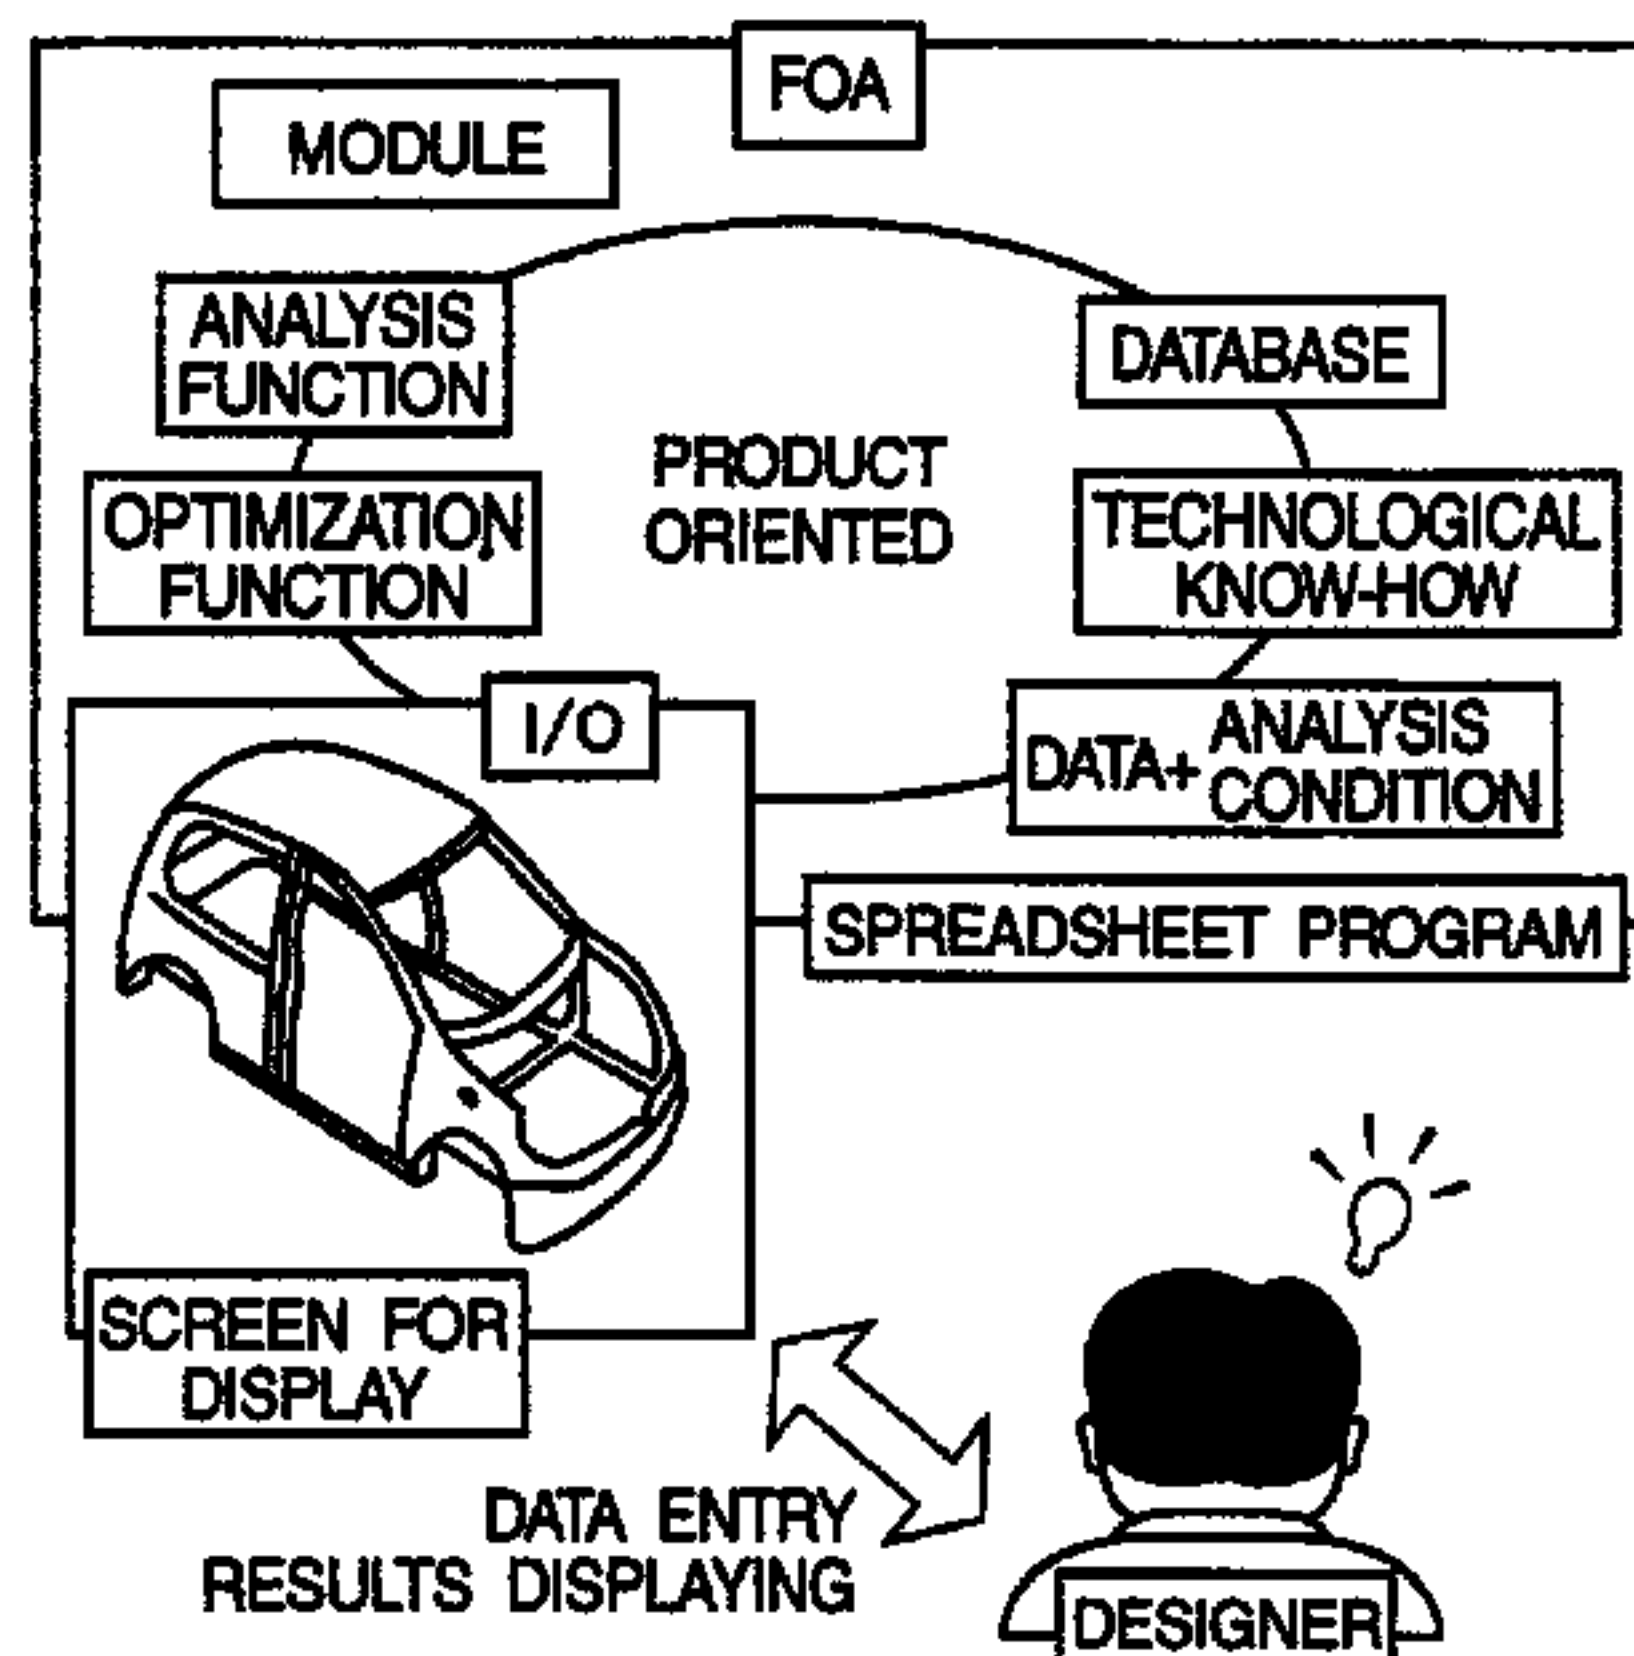 FOA
MODULE
ANALYSIS
FUNCTION
DATABASE
PRODUCT
ORIENTED
OPTIMIZATION
FUNCTION
TECHNOLOGICAL
KNOW-HOW
I/O
DATA+ ANALYSIS
CONDITION
SPREADSHEET PROGRAM
SCREEN FOR
DISPLAY
DATA ENTRY
RESULTS DISPLAYING
DESIGNER